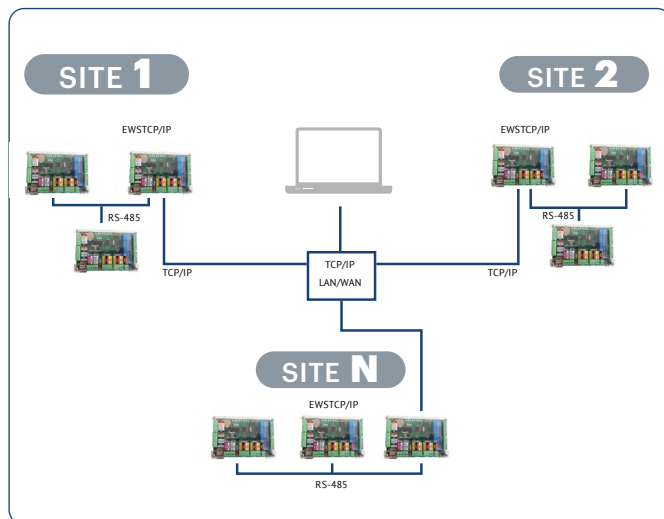 SITE 1
SITE 2
EWSTCP/IP
EWSTCP/IP
RS-485
RS-485
TCP/IP
TCP/IP
LAN/WAN
TCP/IP
SITE N
EWSTCP/IP
RS-485